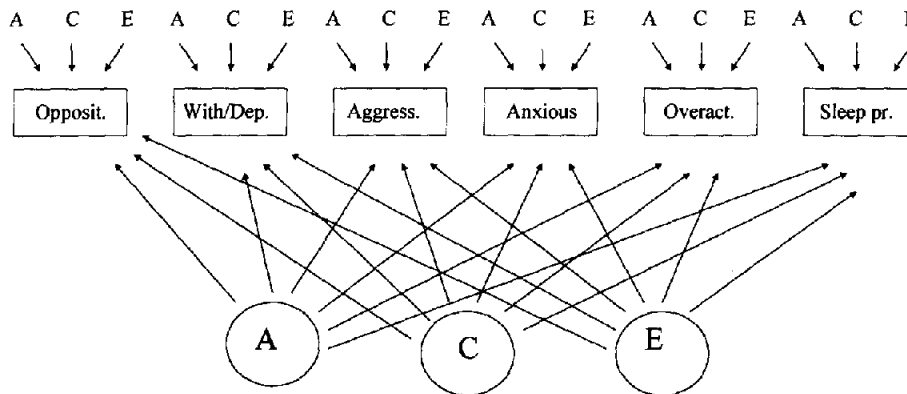 A C E A C E A C E A C E A C E A C E
Opposit. With/Dep. Aggress. Anxious Overact. Sleep pr.
A C E